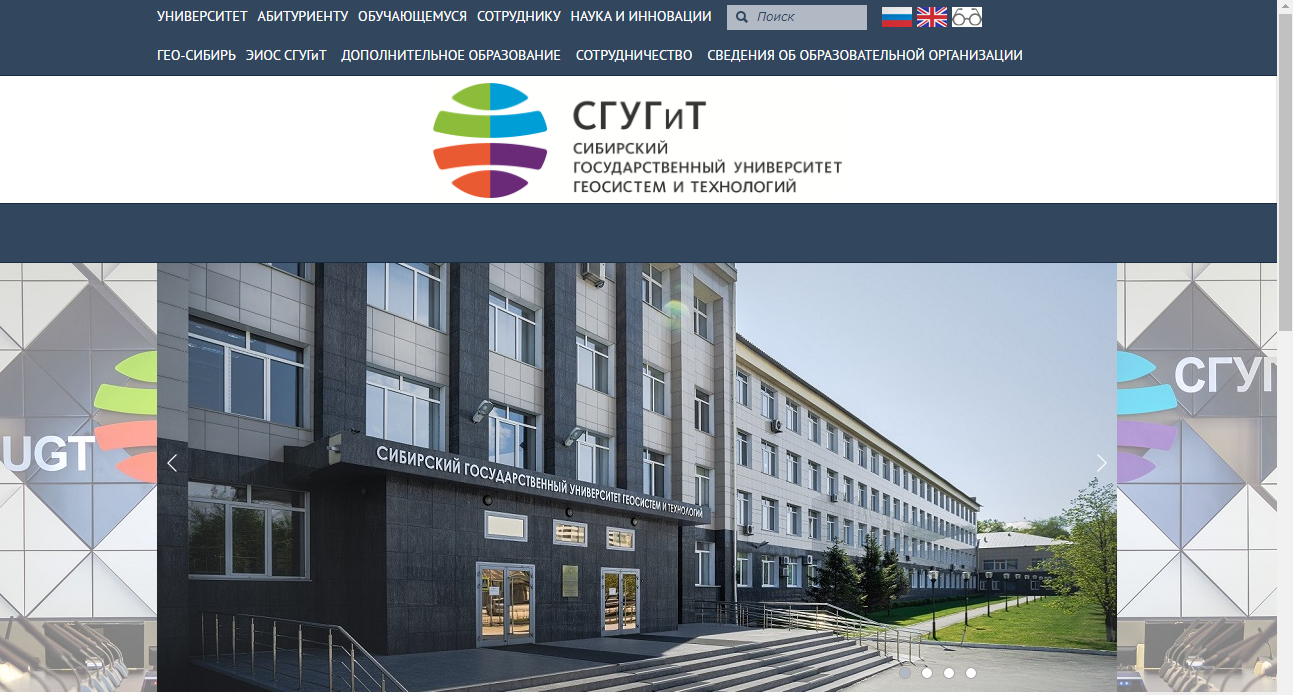 УНИВЕРСИТЕТ АБИТУРИЕНТУ ОБУЧАЮЩЕМУСЯ СОТРУДНИКУ НАУКА И ИННОВАЦИИ Поиск
ГЕО-СИБИРЬ ЭИОС СГУГиТ ДОПОЛНИТЕЛЬНОЕ ОБРАЗОВАНИЕ СОТРУДНИЧЕСТВО СВЕДЕНИЯ ОБ ОБРАЗОВАТЕЛЬНОЙ ОРГАНИЗАЦИИ
СГУГиТ
СИБИРСКИЙ
ГОСУДАРСТВЕННЫЙ УНИВЕРСИТЕТ
ГЕОСИСТЕМ И ТЕХНОЛОГИЙ
СГУГ
UGT
СИБИРСКИЙ ГОСУДАРСТВЕННЫЙ УНИВЕРСИТЕТ ГЕОСИСТЕМ И ТЕХНОЛОГИЙ